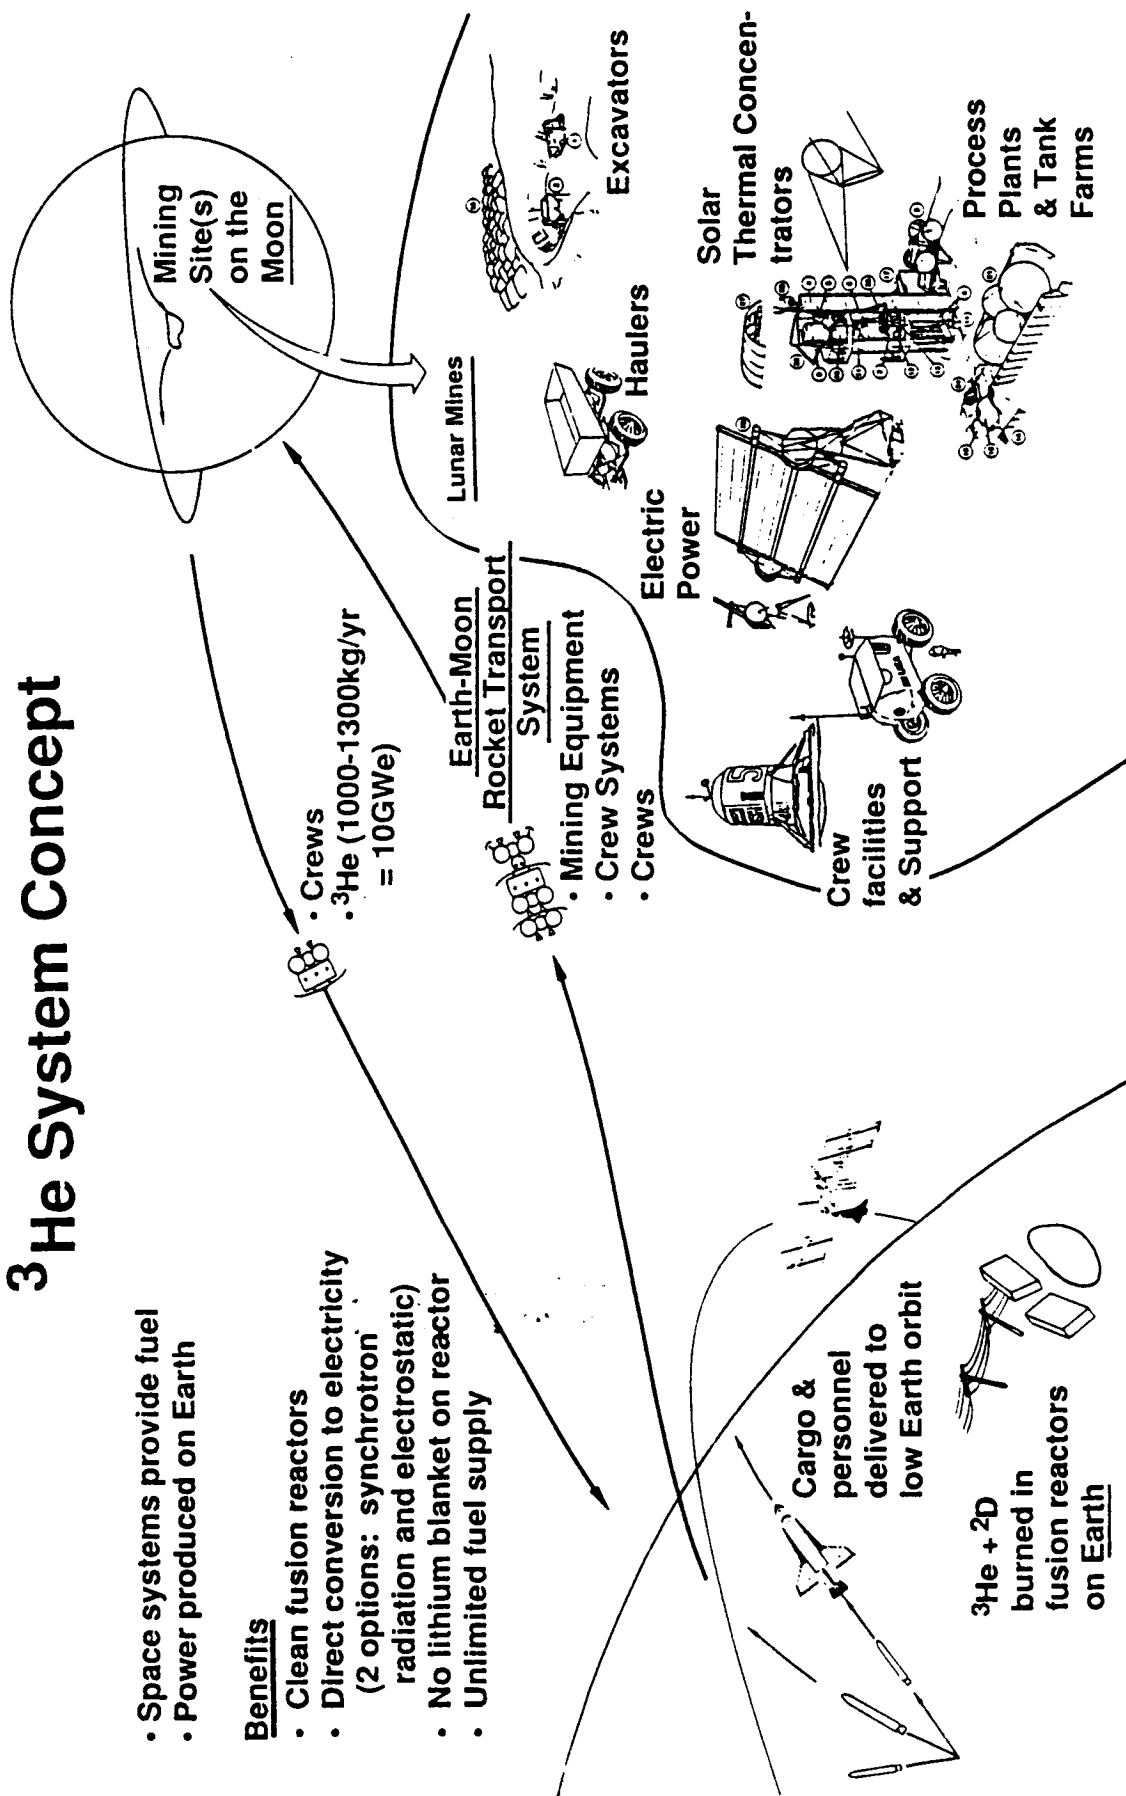 ³He System Concept
• Space systems provide fuel
• Power produced on Earth
Benefits
• Clean fusion reactors
• Direct conversion to electricity
(2 options: synchrotron
radiation and electrostatic)
• No lithium blanket on reactor
• Unlimited fuel supply
Mining
Site(s)
on the
Moon
• Crews
• ³He (1000-1300kg/yr
= 10GWe)
Earth-Moon
Rocket Transport
System
• Mining Equipment
• Crew Systems
• Crews
Lunar Mines
Excavators
Haulers
Electric
Power
Solar
Thermal Concen-
trators
Process
Plants
& Tank
Farms
Crew
facilities
& Support
Cargo &
personnel
delivered to
low Earth orbit
³He + ²D
burned in
fusion reactors
on Earth